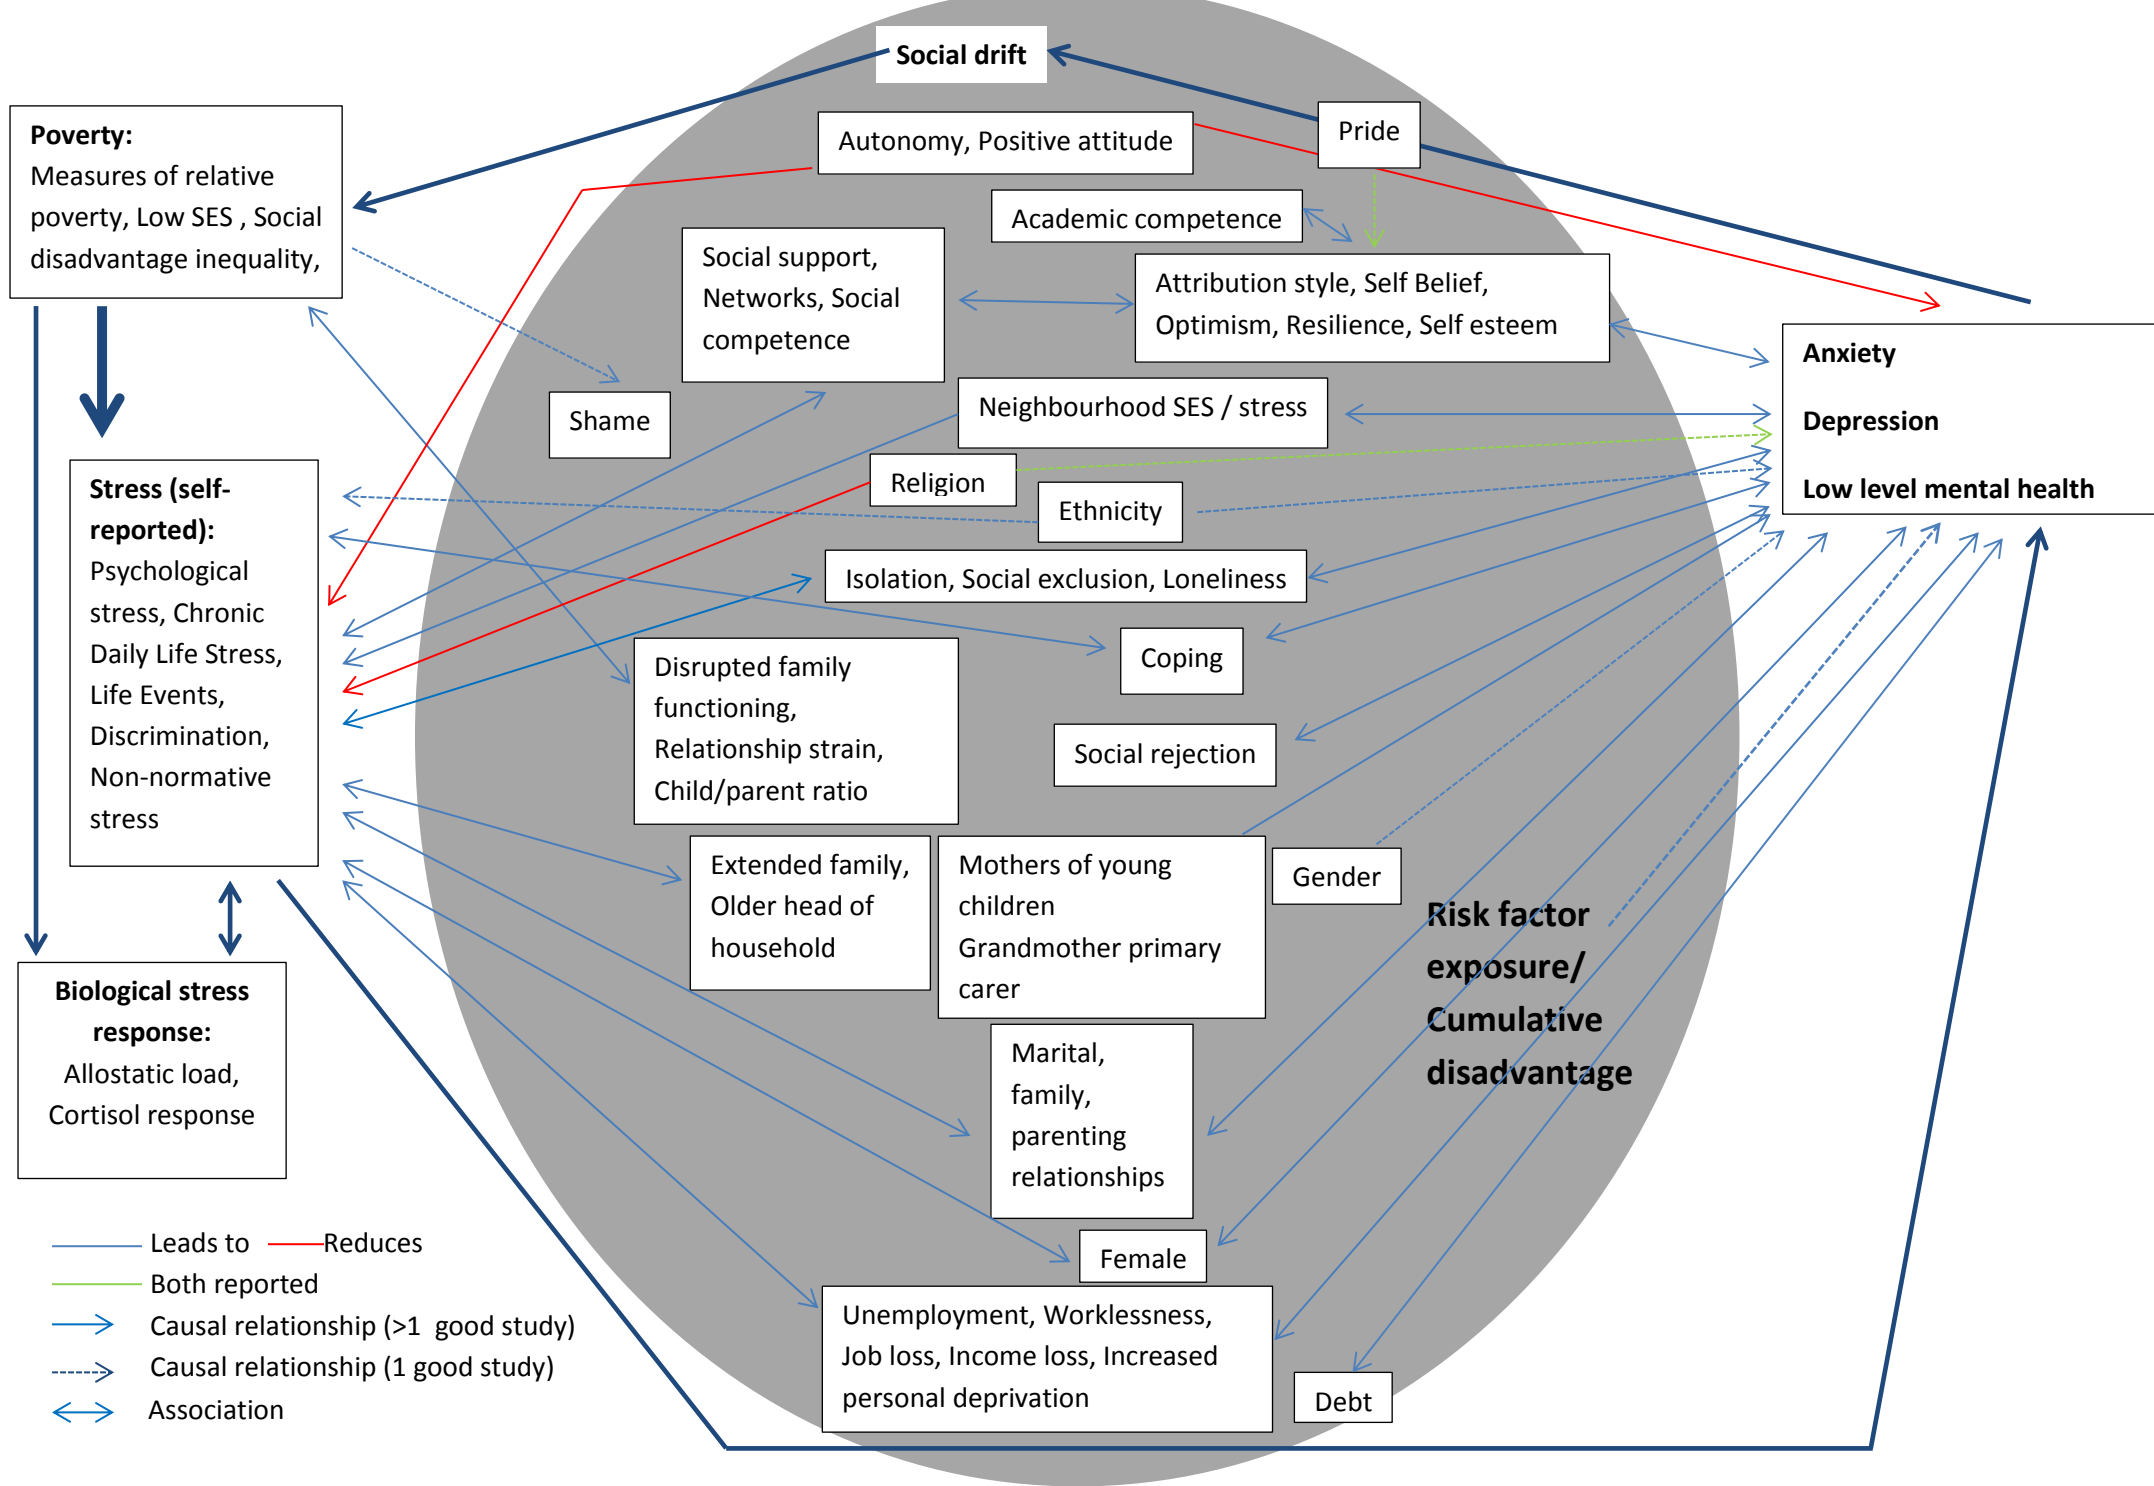 Social drift
Poverty:
Measures of relative
poverty, Low SES , Social
disadvantage inequality,
Autonomy, Positive attitude
Pride
Academic competence
Social support,
Networks, Social
competence
Attribution style, Self Belief,
Optimism, Resilience, Self esteem
Anxiety
Depression
Low level mental health
Shame
Neighbourhood SES / stress
Religion
Ethnicity
Stress (self-
reported):
Psychological
stress, Chronic
Daily Life Stress,
Life Events,
Discrimination,
Non-normative
stress
Isolation, Social exclusion, Loneliness
Coping
Disrupted family
functioning,
Relationship strain,
Child/parent ratio
Social rejection
Extended family,
Older head of
household
Mothers of young
children
Grandmother primary
carer
Gender
Risk factor
exposure/
Cumulative
disadvantage
Biological stress
response:
Allostatic load,
Cortisol response
Marital,
family,
parenting
relationships
Female
Unemployment, Worklessness,
Job loss, Income loss, Increased
personal deprivation
Debt
Leads to Reduces
Both reported
Causal relationship (>1 good study)
Causal relationship (1 good study)
Association